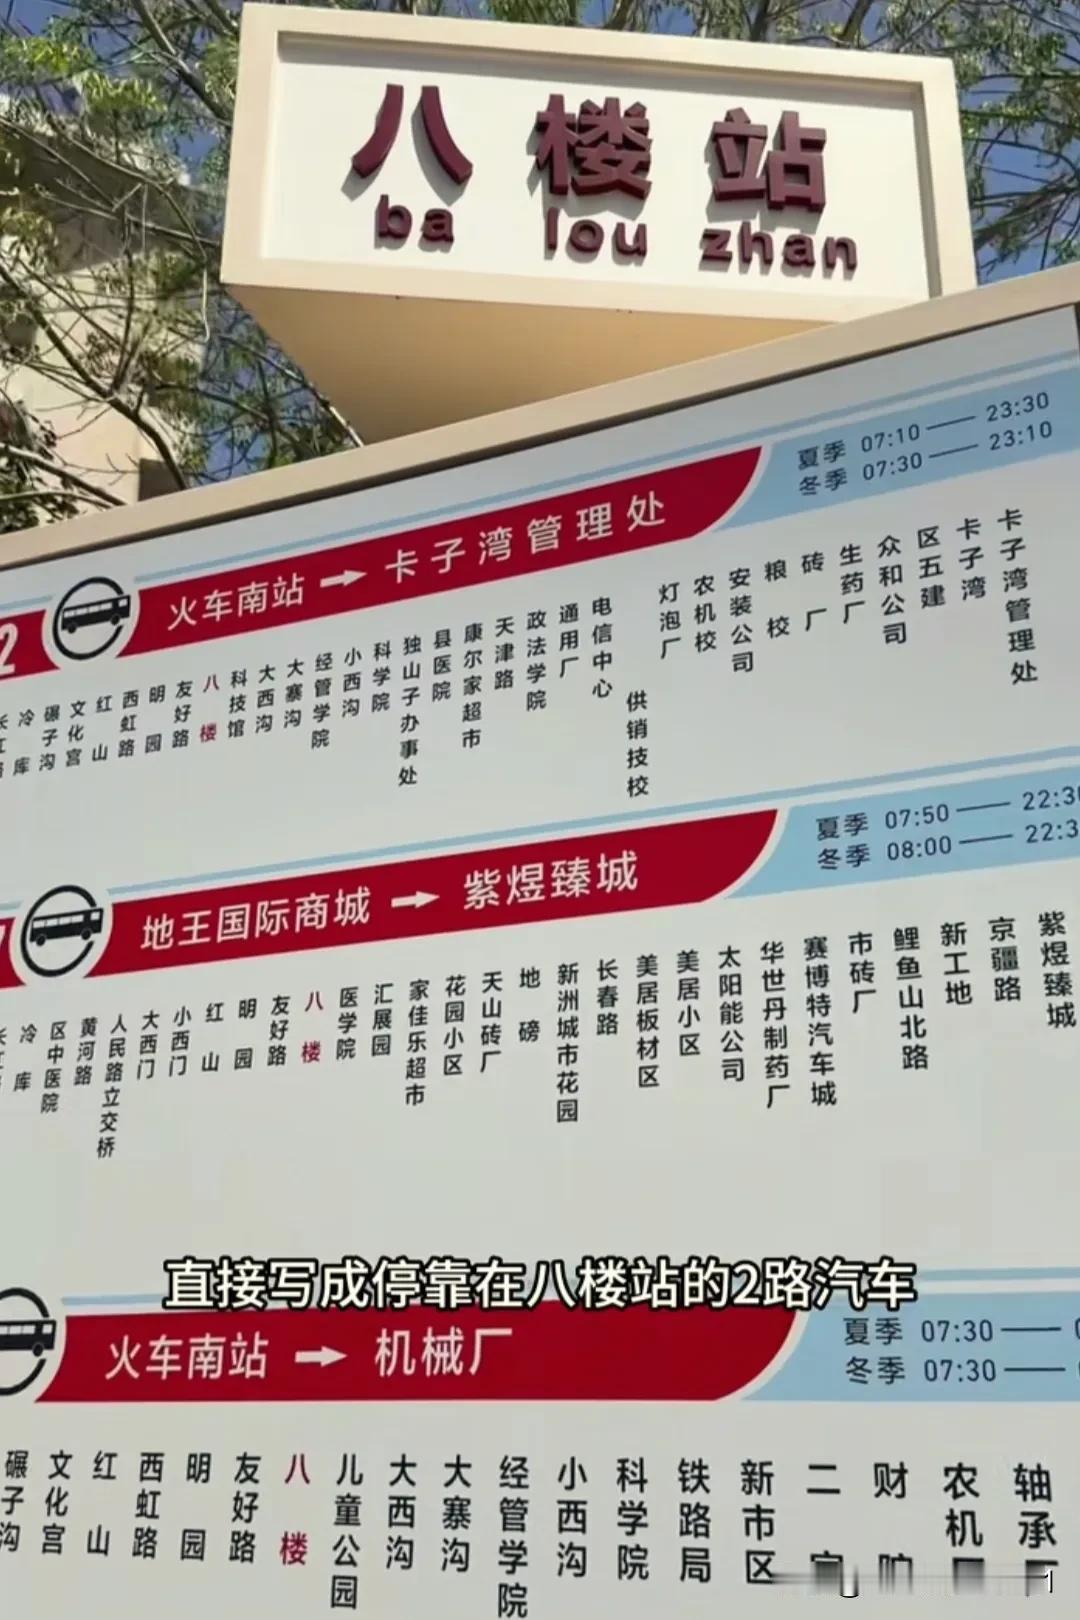 八楼站
ba lou zhan
2
火车南站→卡子湾管理处
夏季 07:10——23:30
冬季 07:30——23:10
冷库
碾子沟
文化宫
红山
西虹路
明园
友好路
八楼
科技馆
大西沟
大寨沟
经管学院
小西沟
科学院
独山子办事处
县医院
康尔家超市
天津路
政法学院
通用厂
电信中心
供销技校
灯泡厂
农机校
安装公司
粮校
砖厂
生药厂
众和公司
区五建
卡子湾
卡子湾管理处
地王国际商城→紫煜臻城
夏季 07:50——22:30
冬季 08:00——22:3
冷库
区中医院
黄河路
人民路立交桥
大西门
小西门
红山
明园
友好路
八楼
医学院
汇展园
家佳乐超市
花园小区
天山砖厂
地磅
新洲城市花园
长春路
美居板材区
美居小区
太阳能公司
华世丹制药厂
赛博特汽车城
市砖厂
鲤鱼山北路
新工地
京疆路
紫煜臻城
直接写成停靠在八楼站的2路汽车
火车南站→机械厂
夏季 07:30——
冬季 07:30——
碾子沟
文化宫
红山
西虹路
明园
友好路
八楼
儿童公园
大西沟
大寨沟
经管学院
小西沟
科学院
铁路局
新市区
二
财
农机
轴承